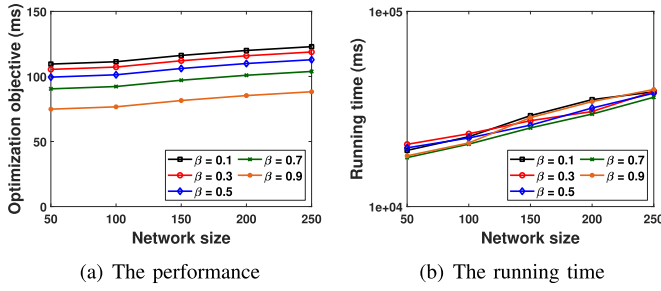 Optimization objective (ms)
150
100
50
0
50 100 150 200 250
Network size
β = 0.1
β = 0.3
β = 0.5
β = 0.7
β = 0.9
(a) The performance
Running time (ms)
1e+05
1e+04
50 100 150 200 250
Network size
β = 0.1
β = 0.3
β = 0.5
β = 0.7
β = 0.9
(b) The running time